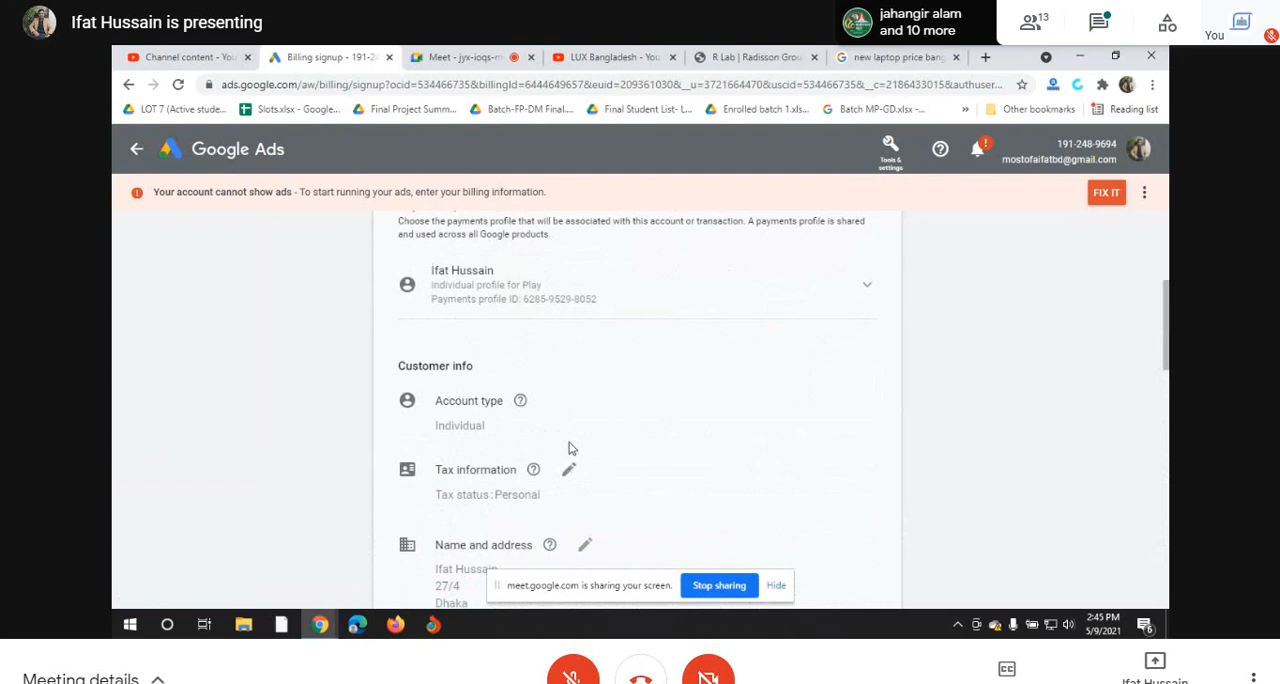 Ifat Hussain is presenting
jahangir alam
and 10 more
13
You
Channel content - You
Billing signup - 191-2
Meet - jyx-ioqs-m
LUX Bangladesh - You
R Lab | Radisson Grou
new laptop price bang
ads.google.com/aw/billing/signup?ocid=534466735&billingId=6444649657&euid=209361030&__u=3721664470&uscid=534466735&__c=2186433015&authuser...
LOT 7 (Active stude...
Slots.xlsx - Google...
Final Project Summ...
Batch-FP-DM Final...
Final Student List- L...
Enrolled batch 1.xlsx...
Batch MP-GD.xlsx -...
»
Other bookmarks
Reading list
Google Ads
Tools &
settings
191-248-9694
mostofaifatbd@gmail.com
Your account cannot show ads - To start running your ads, enter your billing information.
FIX IT
Choose the payments profile that will be associated with this account or transaction. A payments profile is shared
and used across all Google products.
Ifat Hussain
Individual profile for Play
Payments profile ID: 6285-9529-8052
Customer info
Account type
Individual
Tax information
Tax status: Personal
Name and address
Ifat Hussain
27/4
Dhaka
meet.google.com is sharing your screen.
Stop sharing
Hide
2:45 PM
5/9/2021
6
Meeting details
CC
Ifat Hussain